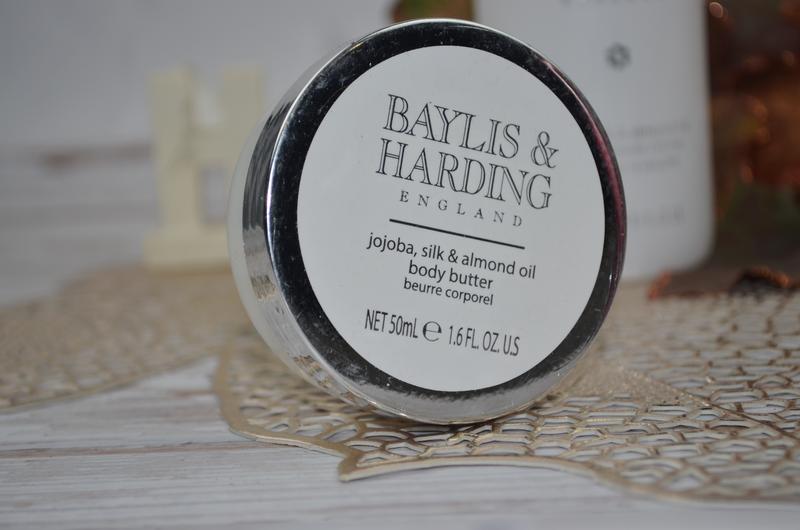 BAYLIS &
HARDING
ENGLAND
jojoba, silk & almond oil
body butter
beurre corporel
NET 50mL ℮ 1.6 FL. OZ. U.S
H